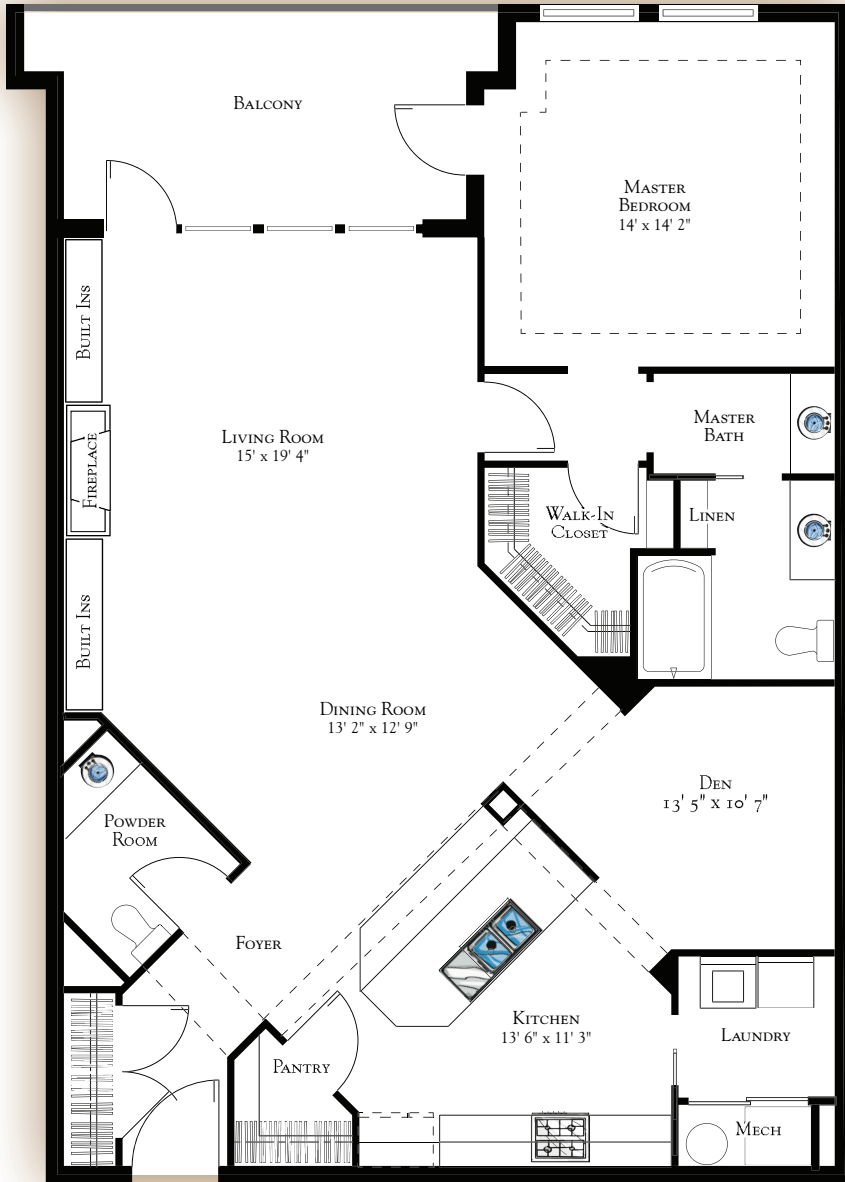 Balcony
Master
Bedroom
14' x 14' 2"
Built Ins
Living Room
15' x 19' 4"
Fireplace
Master
Bath
Walk-In
Closet
Linen
Built Ins
Dining Room
13' 2" x 12' 9"
Den
13' 5" x 10' 7"
Powder
Room
Foyer
Kitchen
13' 6" x 11' 3"
Laundry
Pantry
Mech